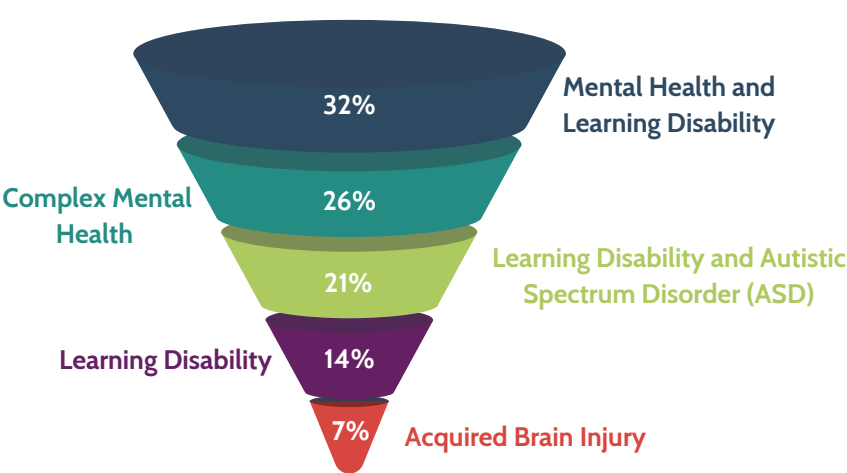 32%
Mental Health and
Learning Disability
26%
Complex Mental
Health
21%
Learning Disability and Autistic
Spectrum Disorder (ASD)
14%
Learning Disability
7%
Acquired Brain Injury